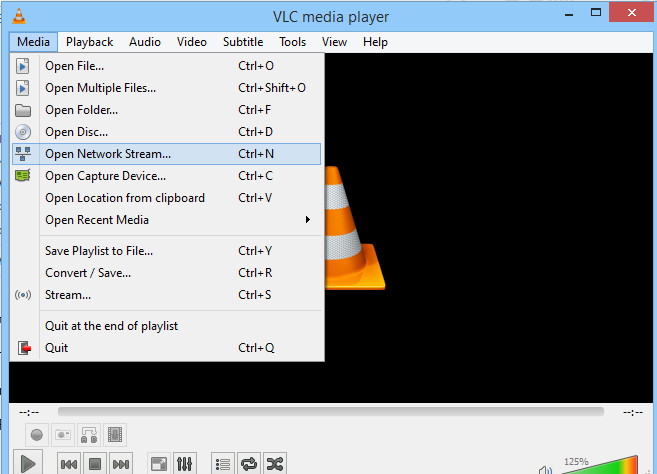 VLC media player
Media Playback Audio Video Subtitle Tools View Help
Open File... Ctrl+O
Open Multiple Files... Ctrl+Shift+O
Open Folder... Ctrl+F
Open Disc... Ctrl+D
Open Network Stream... Ctrl+N
Open Capture Device... Ctrl+C
Open Location from clipboard Ctrl+V
Open Recent Media
Save Playlist to File... Ctrl+Y
Convert / Save... Ctrl+R
Stream... Ctrl+S
Quit at the end of playlist
Quit Ctrl+Q
--:-- --:--
125%